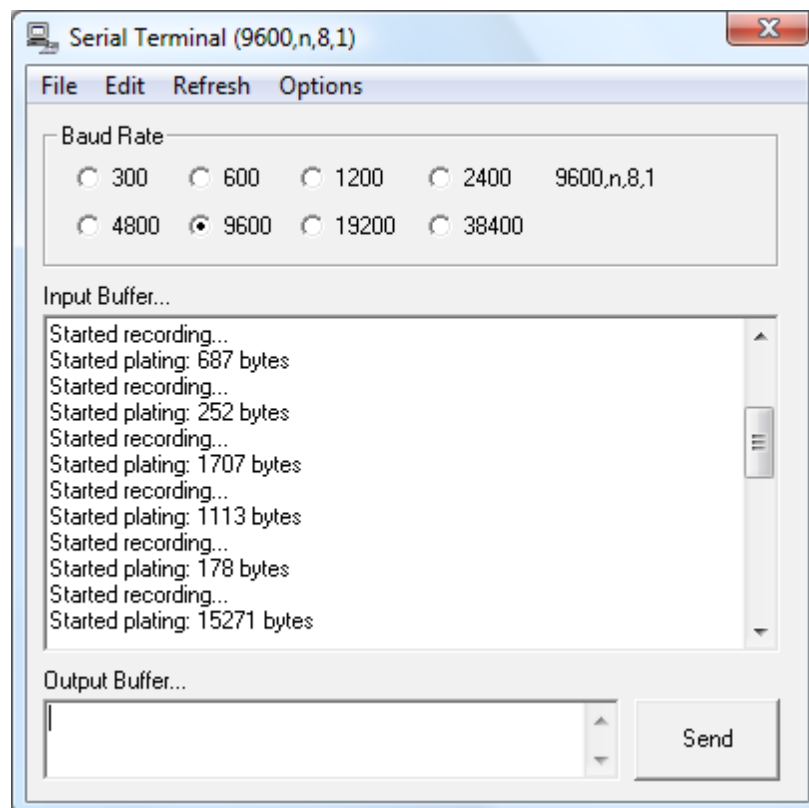 Serial Terminal (9600,n,8,1)
File Edit Refresh Options
Baud Rate
300 600 1200 2400 9600,n,8,1
4800 9600 19200 38400
Input Buffer...
Started recording...
Started plating: 687 bytes
Started recording...
Started plating: 252 bytes
Started recording...
Started plating: 1707 bytes
Started recording...
Started plating: 1113 bytes
Started recording...
Started plating: 178 bytes
Started recording...
Started plating: 15271 bytes
Output Buffer...
Send